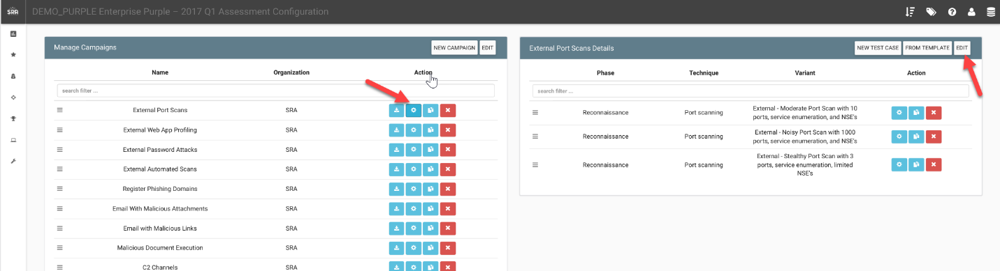 SRA DEMO_PURPLE Enterprise Purple – 2017 Q1 Assessment Configuration
Manage Campaigns NEW CAMPAIGN EDIT
Name Organization Action
search filter ...
External Port Scans SRA
External Web App Profiling SRA
External Password Attacks SRA
External Automated Scans SRA
Register Phishing Domains SRA
Email With Malicious Attachments SRA
Email with Malicious Links SRA
Malicious Document Execution SRA
C2 Channels SRA
External Port Scans Details NEW TEST CASE FROM TEMPLATE EDIT
Phase Technique Variant Action
search filter ...
Reconnaissance Port scanning External - Moderate Port Scan with 10
ports, service enumeration, and NSE's
Reconnaissance Port scanning External - Noisy Port Scan with 1000
ports, service enumeration, and NSE's
Reconnaissance Port scanning External - Stealthy Port Scan with 3
ports, service enumeration, limited
NSE's